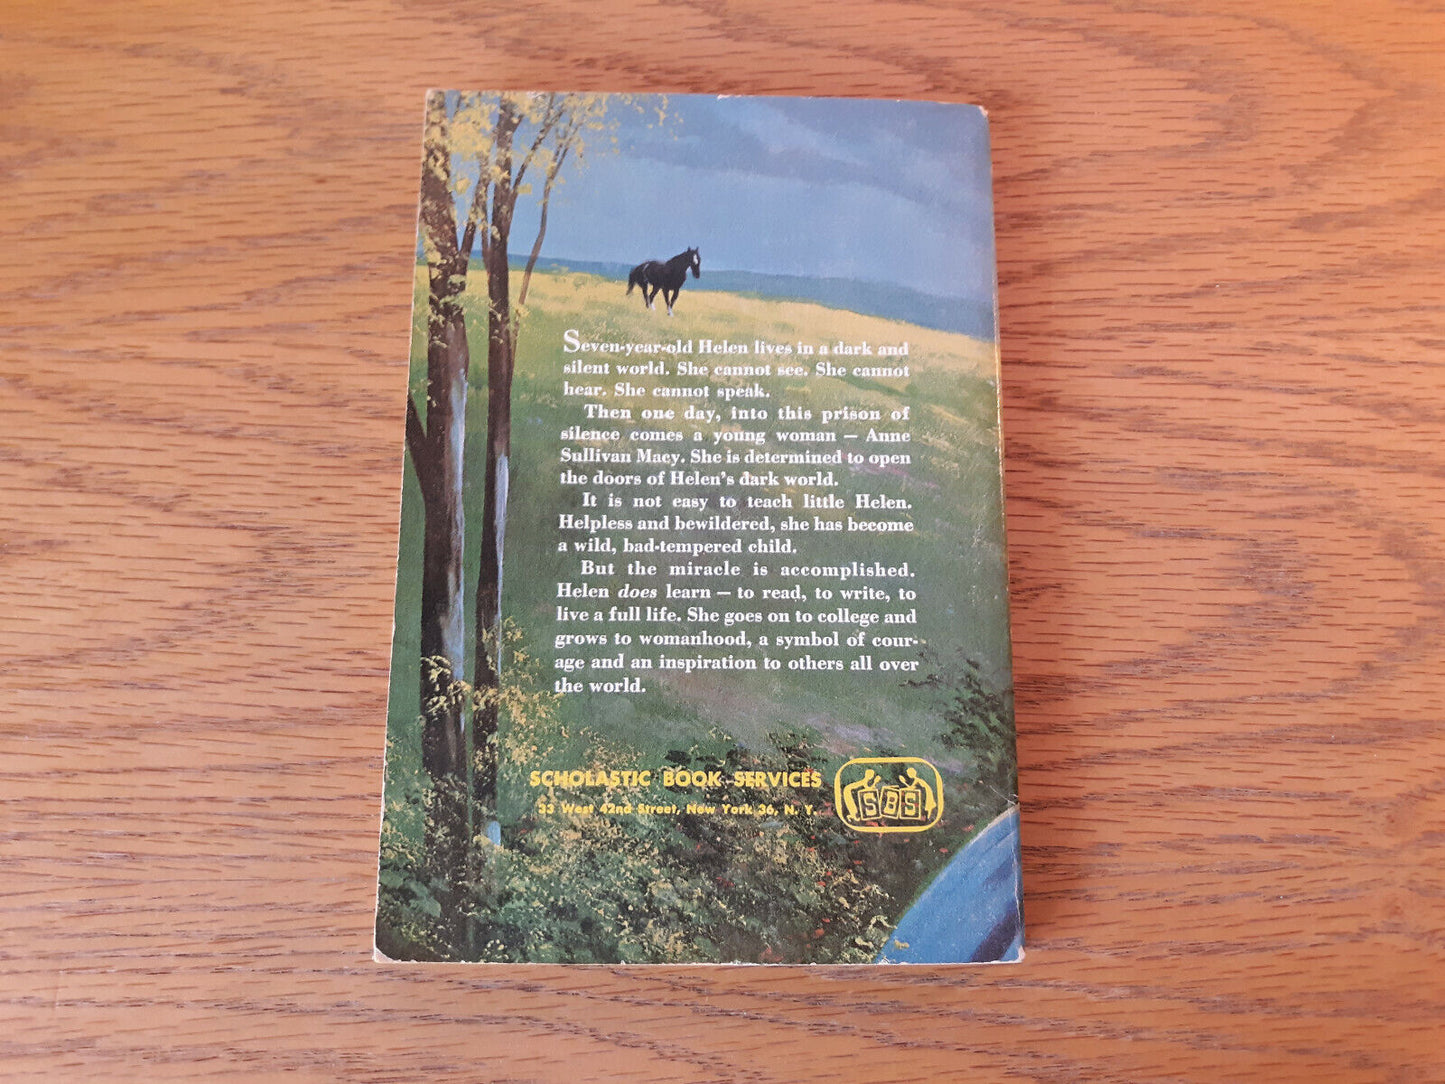 Seven-year-old Helen lives in a dark and
silent world. She cannot see. She cannot
hear. She cannot speak.
Then one day, into this prison of
silence comes a young woman — Anne
Sullivan Macy. She is determined to open
the doors of Helen's dark world.
It is not easy to teach little Helen.
Helpless and bewildered, she has become
a wild, bad-tempered child.
But the miracle is accomplished.
Helen does learn — to read, to write, to
live a full life. She goes on to college and
grows to womanhood, a symbol of cour-
age and an inspiration to others all over
the world.
SCHOLASTIC BOOK SERVICES
33 West 42nd Street, New York 36, N. Y.
SBS